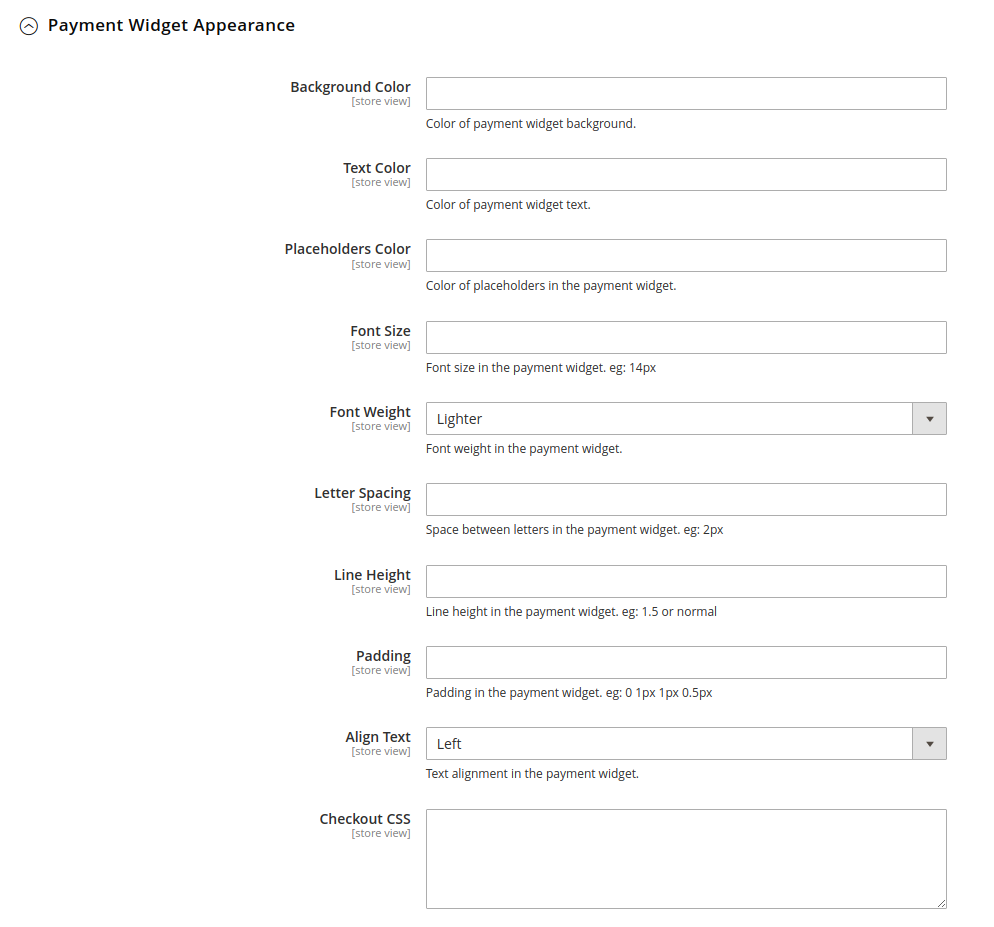 Payment Widget Appearance
Background Color
[store view]
Color of payment widget background.
Text Color
[store view]
Color of payment widget text.
Placeholders Color
[store view]
Color of placeholders in the payment widget.
Font Size
[store view]
Font size in the payment widget. eg: 14px
Font Weight
[store view]
Lighter
Font weight in the payment widget.
Letter Spacing
[store view]
Space between letters in the payment widget. eg: 2px
Line Height
[store view]
Line height in the payment widget. eg: 1.5 or normal
Padding
[store view]
Padding in the payment widget. eg: 0 1px 1px 0.5px
Align Text
[store view]
Left
Text alignment in the payment widget.
Checkout CSS
[store view]